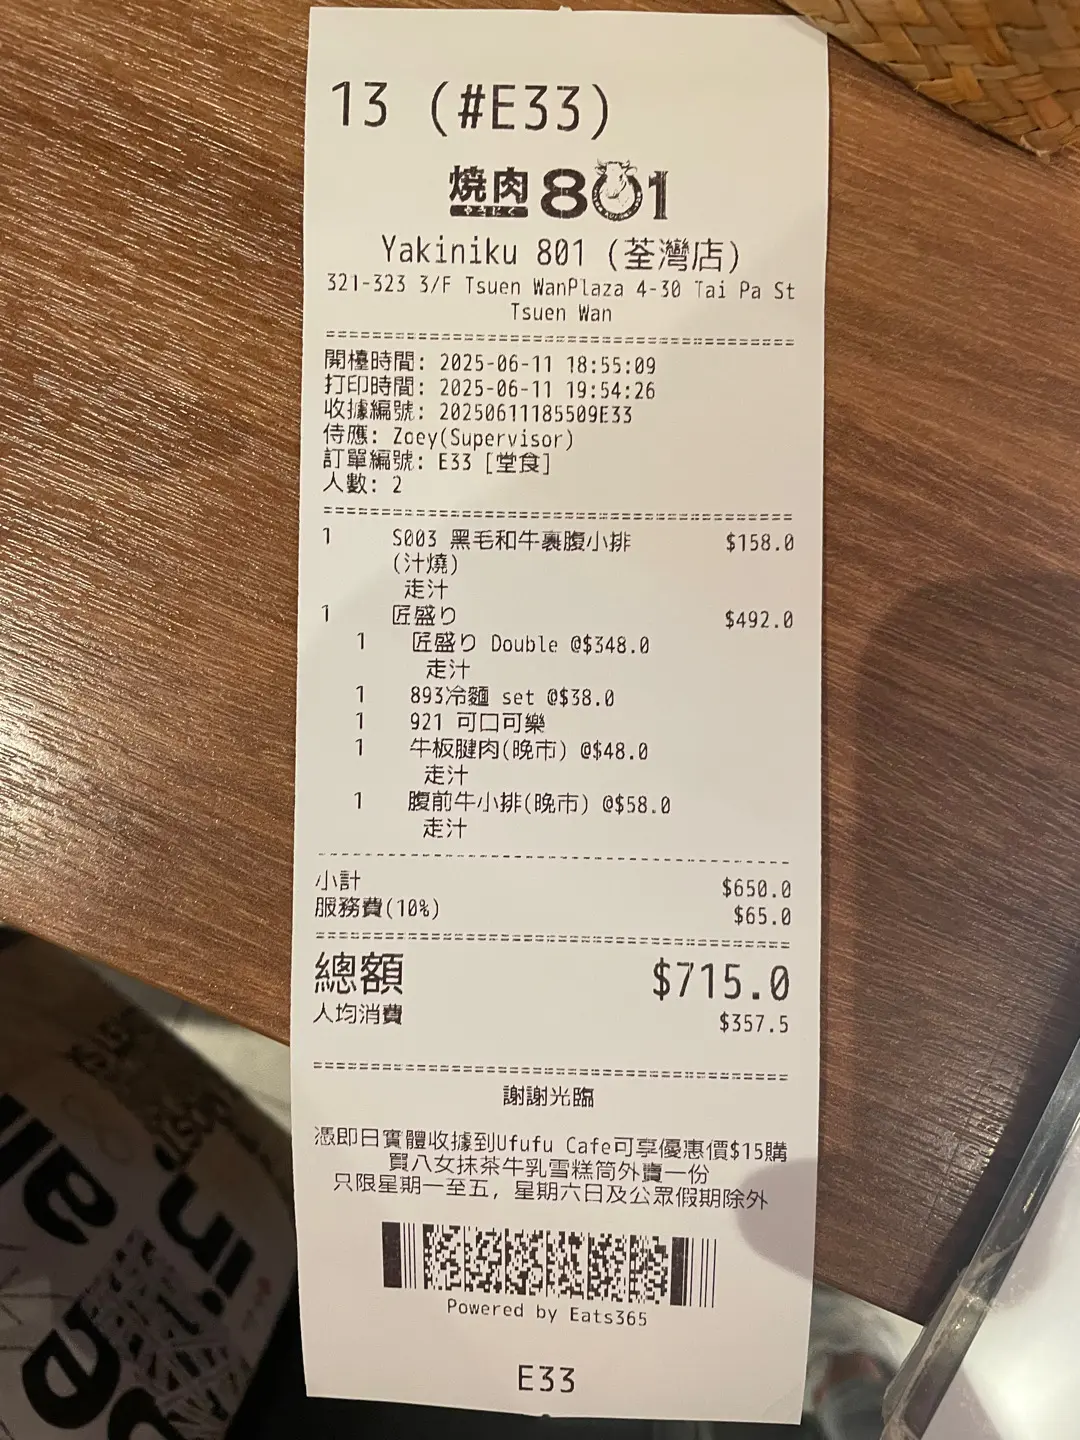 13 (#E33)
燒肉 801
やきにく
Yakiniku 801 (荃灣店)
321-323 3/F Tsuen WanPlaza 4-30 Tai Pa St
Tsuen Wan
開檯時間: 2025-06-11 18:55:09
打印時間: 2025-06-11 19:54:26
收據編號: 20250611185509E33
侍應: Zoey(Supervisor)
訂單編號: E33 [堂食]
人數: 2
1 S003 黑毛和牛裹腹小排 $158.0
(汁燒)
走汁
1 匠盛り $492.0
1 匠盛り Double @$348.0
走汁
1 893冷麵 set @$38.0
1 921 可口可樂
1 牛板腱肉(晚市) @$48.0
走汁
1 腹前牛小排(晚市) @$58.0
走汁
小計 $650.0
服務費(10%) $65.0
總額 $715.0
人均消費 $357.5
謝謝光臨
憑即日實體收據到Ufufu Cafe可享優惠價$15購
買八女抹茶牛乳雪糕筒外賣一份
只限星期一至五, 星期六日及公眾假期除外
Powered by Eats365
E33